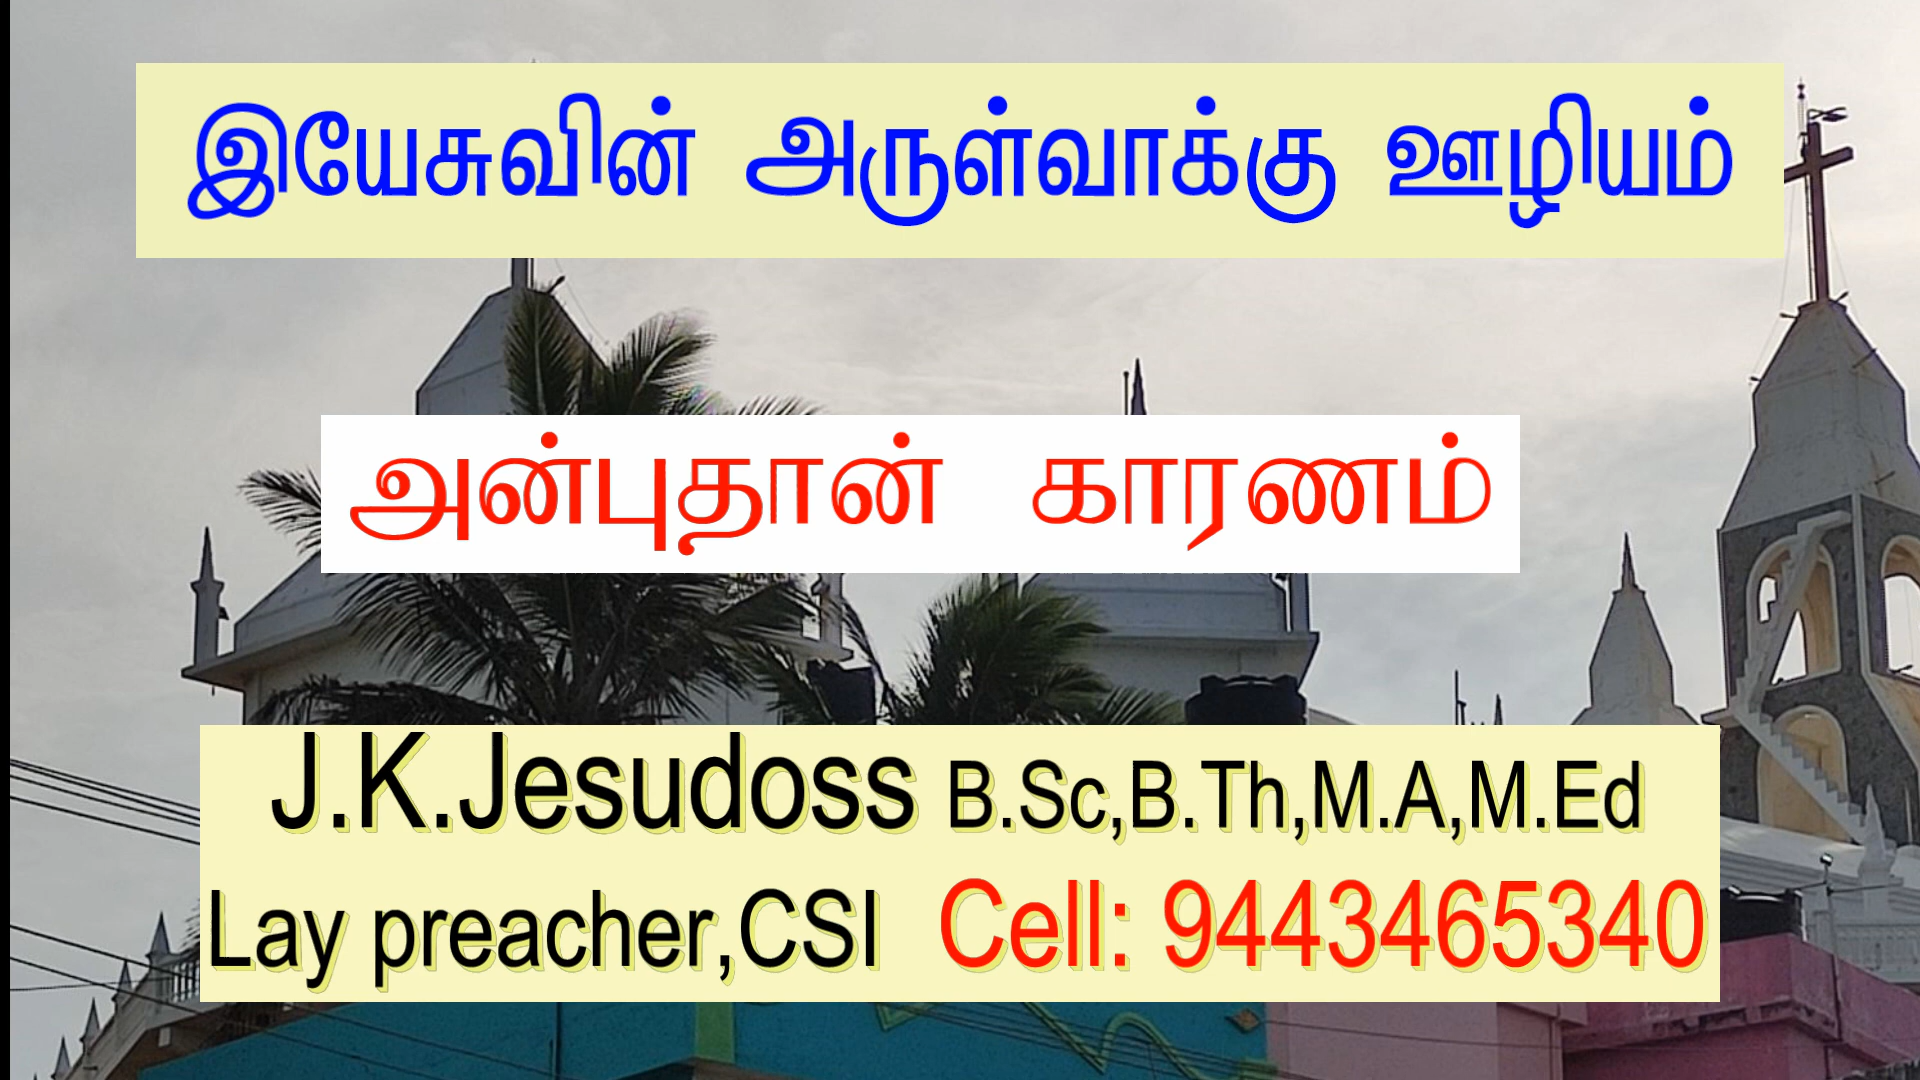 இயேசுவின் அருள்வாக்கு ஊழியம்
அன்புதான் காரணம்
J.K.Jesudoss B.Sc,B.Th,M.A,M.Ed
Lay preacher,CSI Cell: 9443465340